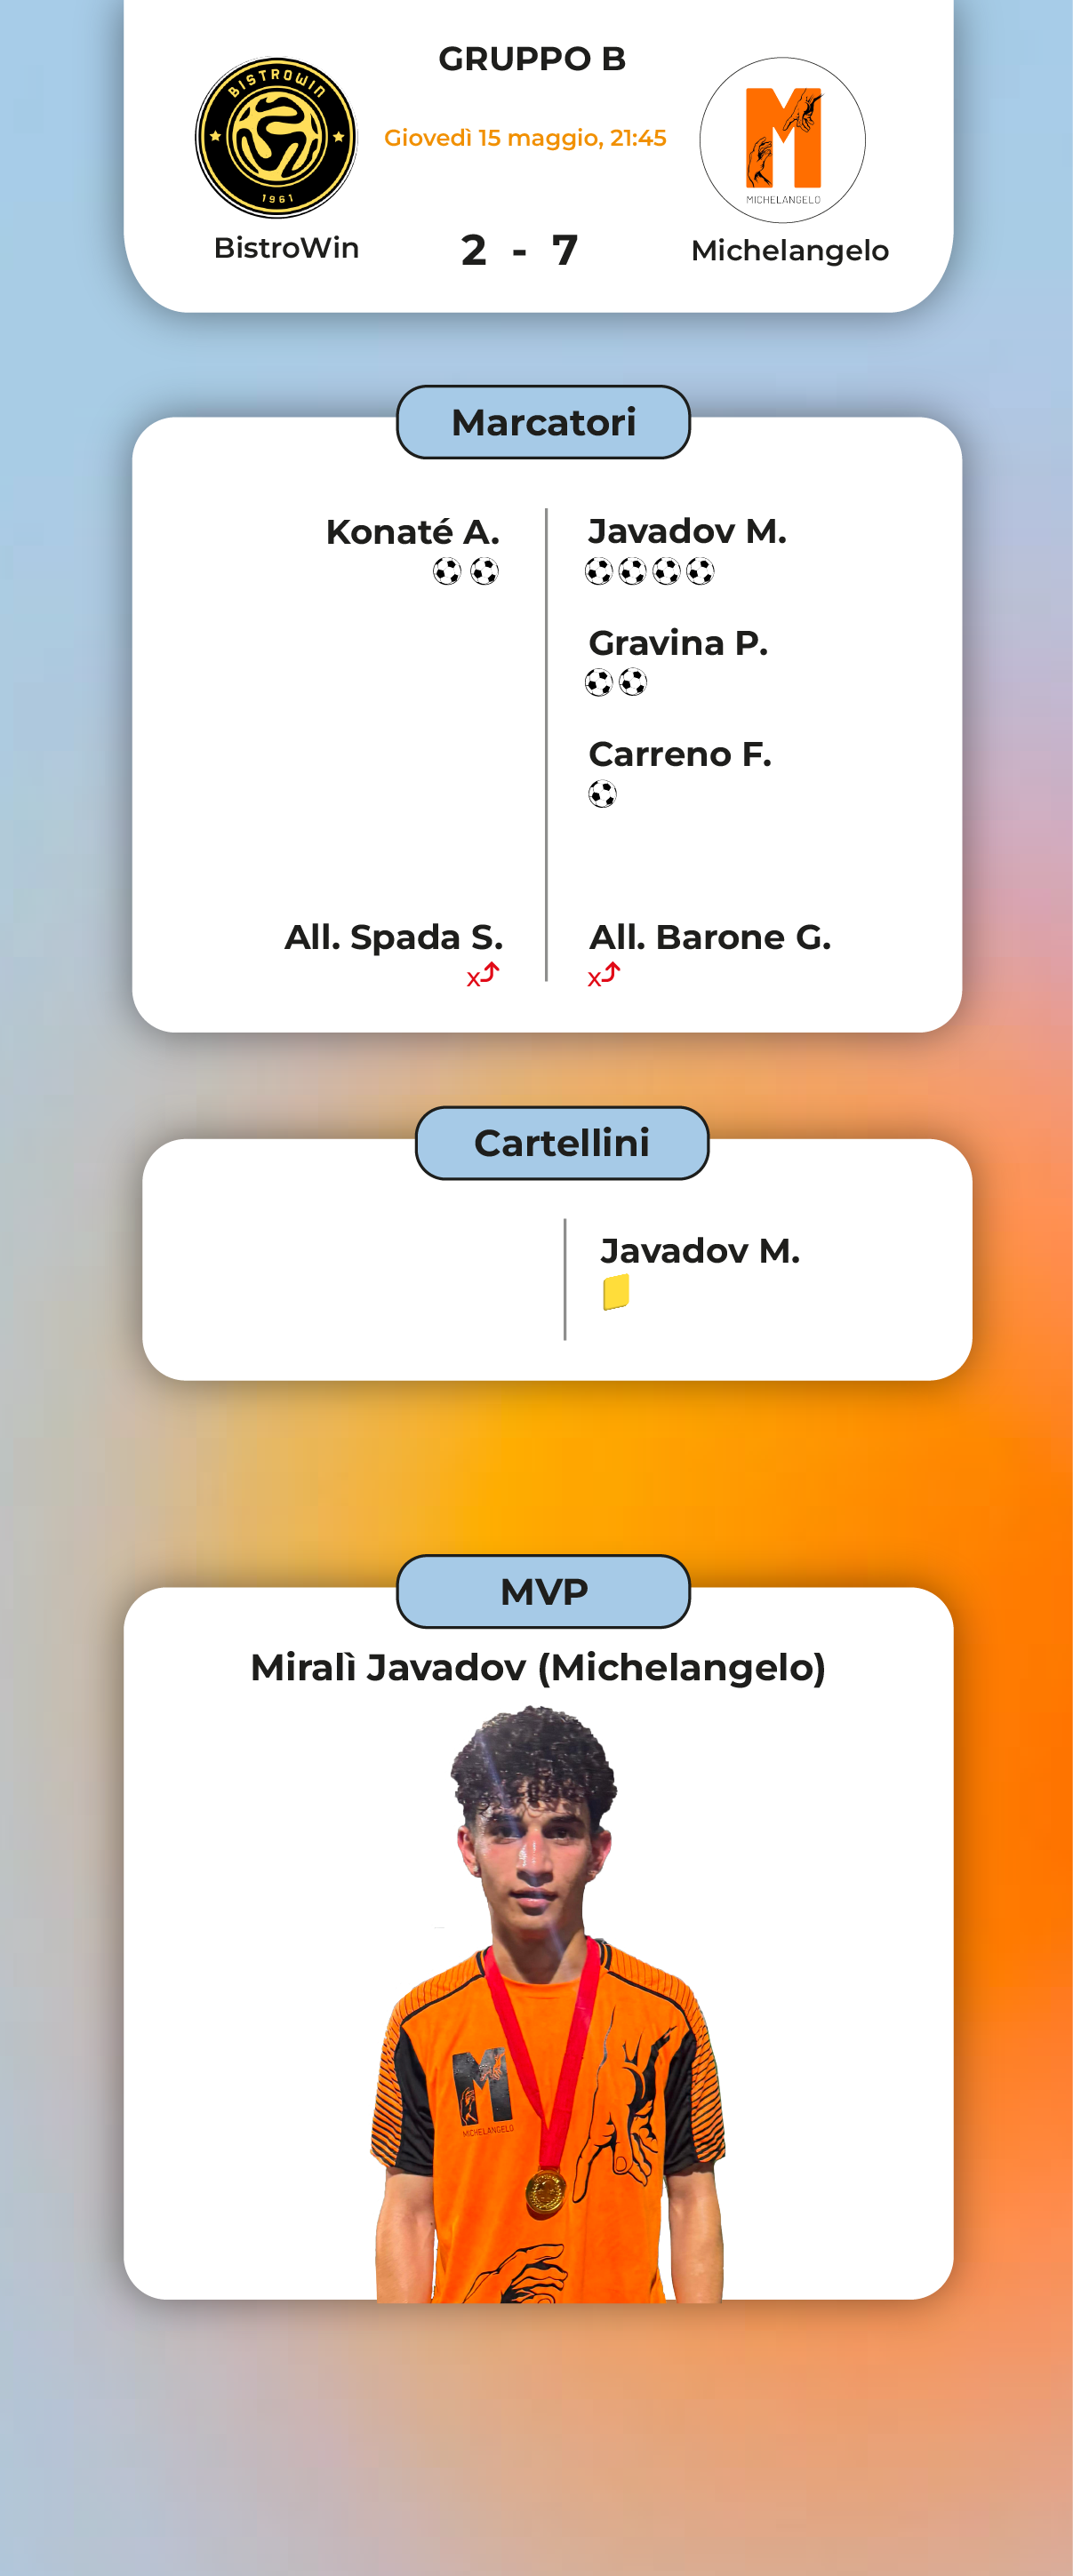 GRUPPO B
BISTROWIN
1961
Giovedì 15 maggio, 21:45
M
MICHELANGELO
BistroWin
2 - 7
Michelangelo
Marcatori
Konaté A.
Javadov M.
Gravina P.
Carreno F.
All. Spada S.
All. Barone G.
x
x
Cartellini
Javadov M.
MVP
Miralì Javadov (Michelangelo)
M
MICHELANGELO